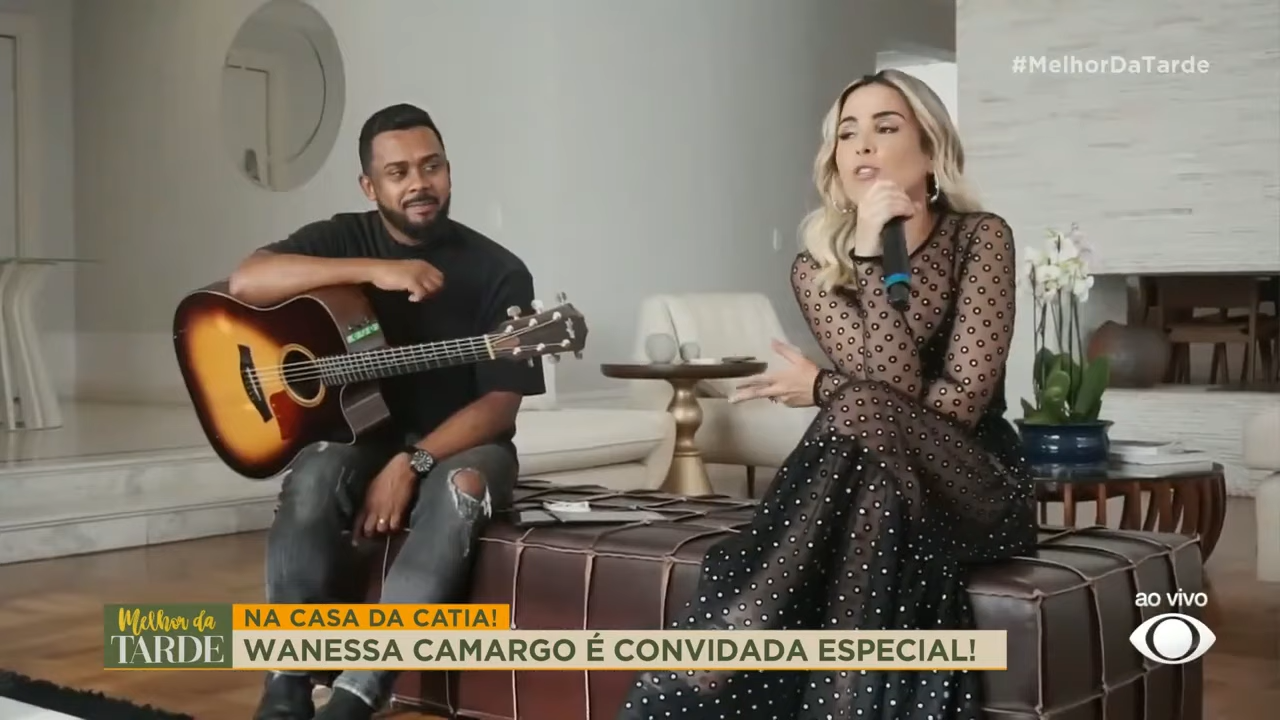 #MelhorDaTarde
ao vivo
Melhor da
TARDE
NA CASA DA CATIA!
WANESSA CAMARGO É CONVIDADA ESPECIAL!